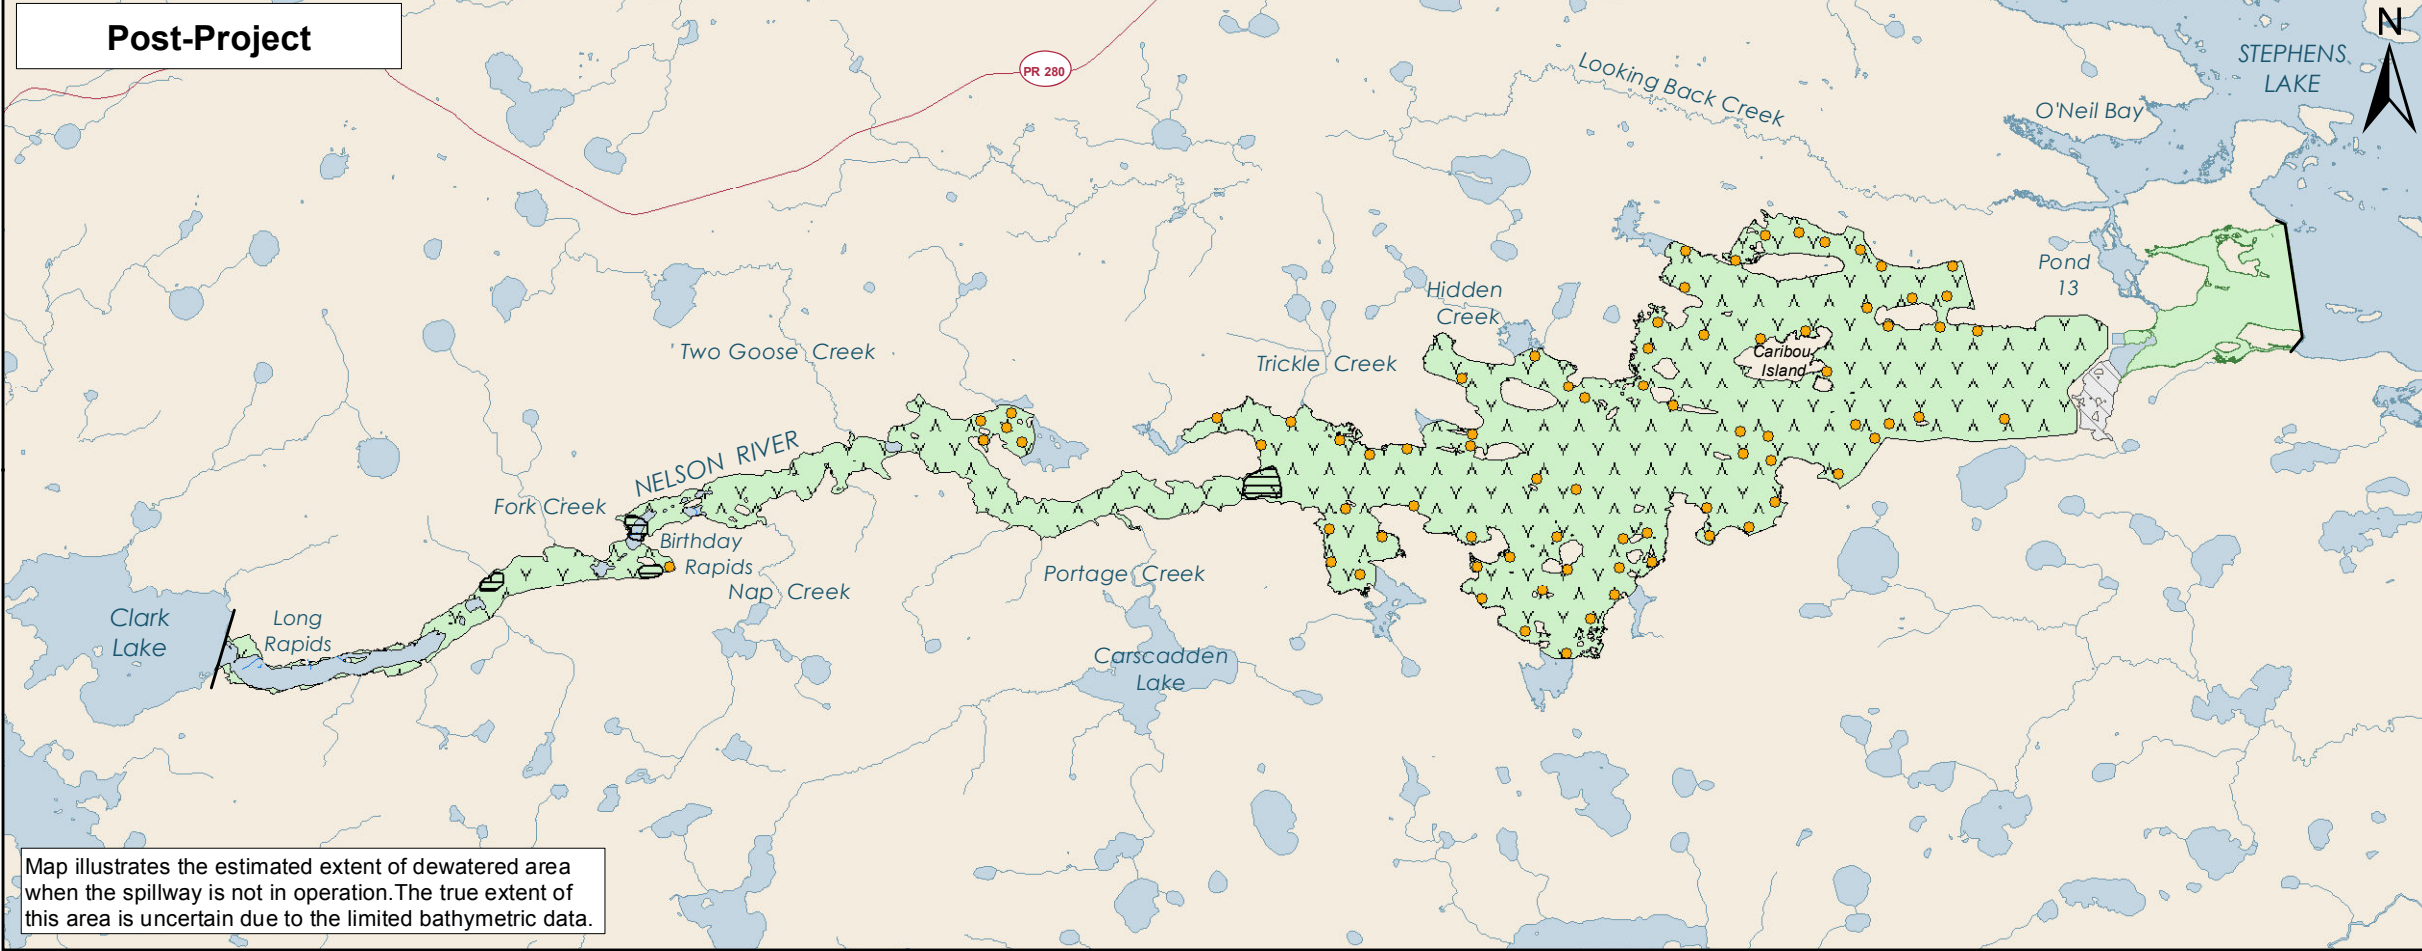 Post-Project
N
STEPHENS
LAKE
PR 280
Looking Back Creek
O'Neil Bay
Pond
13
Hidden
Creek
Two Goose Creek
Trickle Creek
Caribou
Island
NELSON RIVER
Fork Creek
Birthday
Rapids
Nap Creek
Portage Creek
Clark
Lake
Long
Rapids
Carscadden
Lake
Map illustrates the estimated extent of dewatered area
when the spillway is not in operation.The true extent of
this area is uncertain due to the limited bathymetric data.